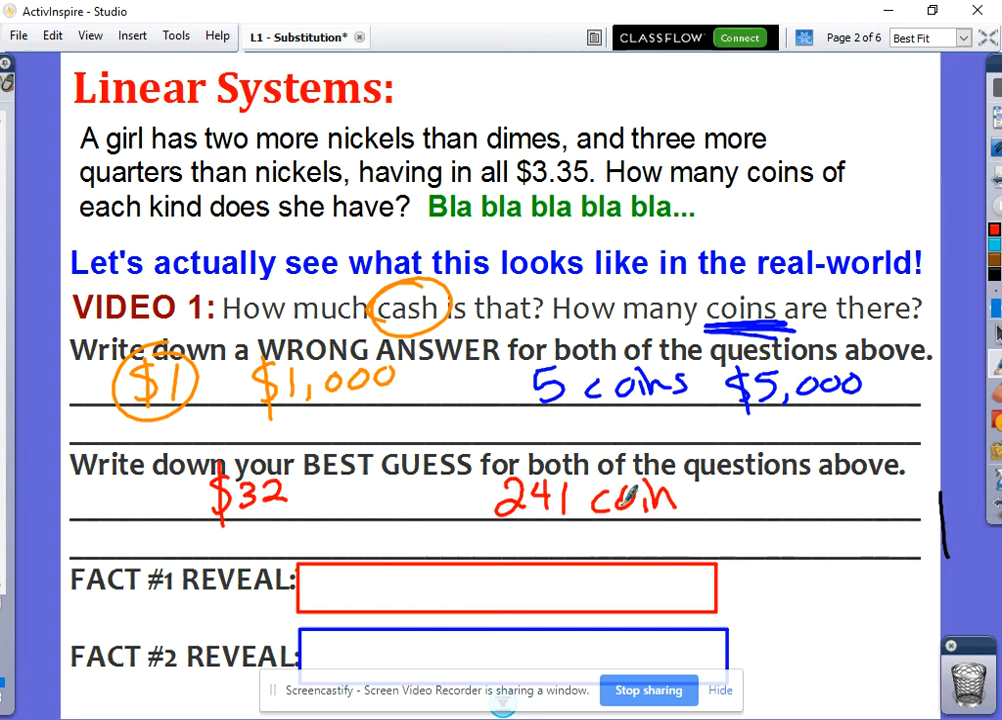 ActivInspire - Studio
File Edit View Insert Tools Help L1 - Substitution* CLASSFLOW Connect Page 2 of 6 Best Fit
Linear Systems:
A girl has two more nickels than dimes, and three more
quarters than nickels, having in all $3.35. How many coins of
each kind does she have? Bla bla bla bla bla...
Let's actually see what this looks like in the real-world!
VIDEO 1: How much cash is that? How many coins are there?
Write down a WRONG ANSWER for both of the questions above.
$1 $1,000 5 coins $5,000
Write down your BEST GUESS for both of the questions above.
$32 241 coin
FACT #1 REVEAL:
FACT #2 REVEAL:
Screencastify - Screen Video Recorder is sharing a window. Stop sharing Hide